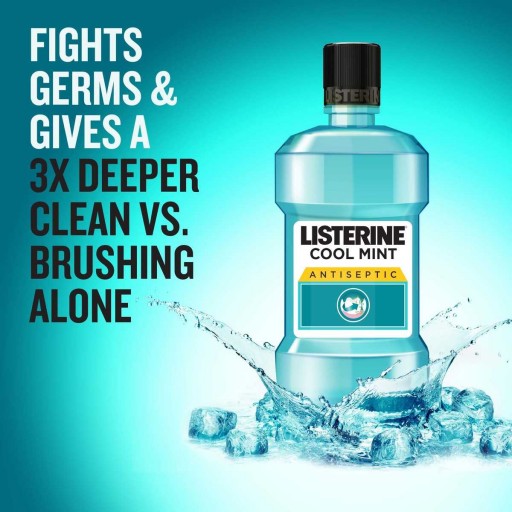 FIGHTS
GERMS &
GIVES A
3X DEEPER
CLEAN VS.
BRUSHING
ALONE
LISTERINE
COOL MINT
ANTISEPTIC